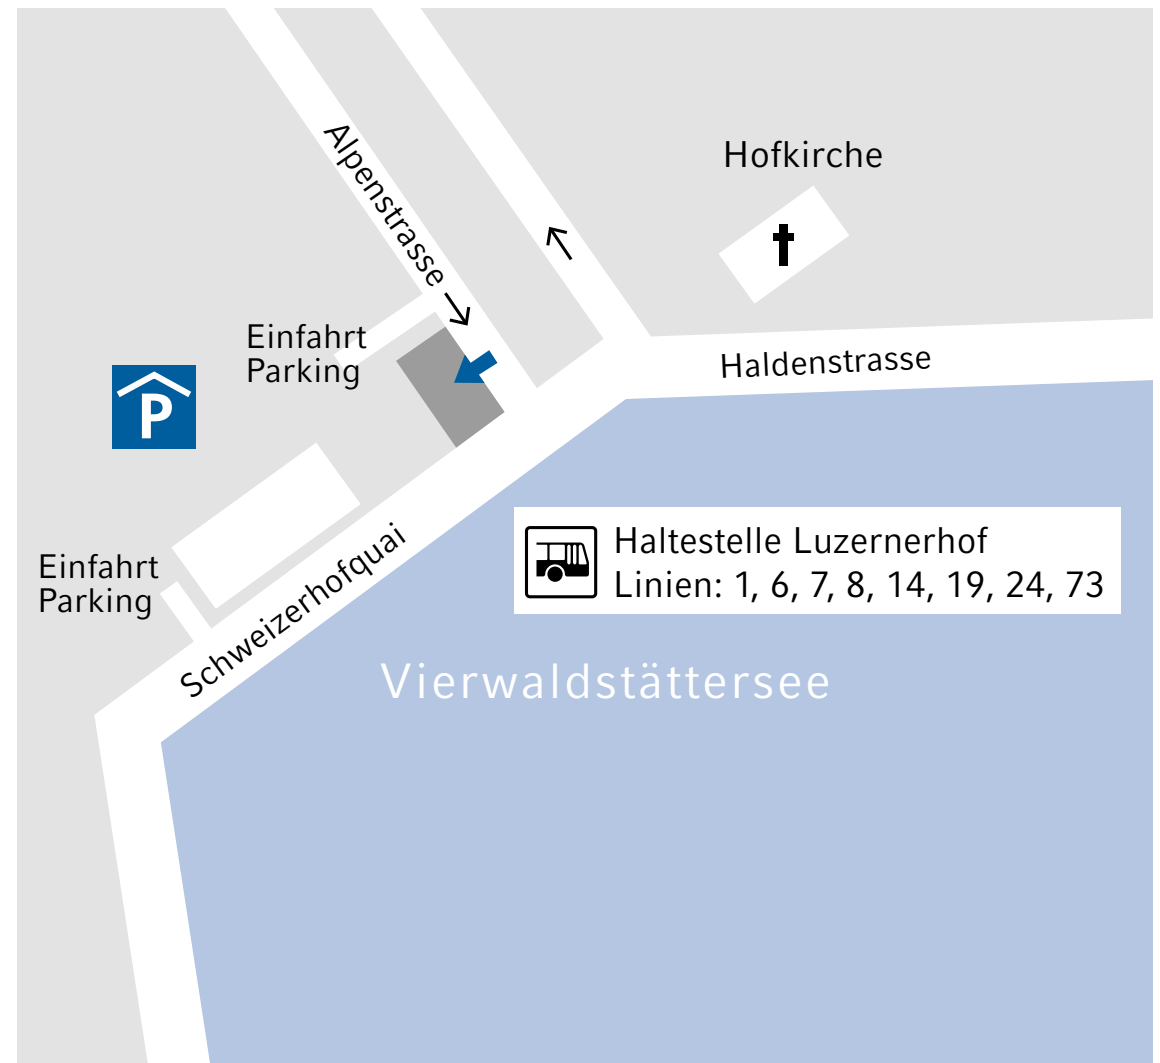 Alpenstrasse
Hofkirche
Einfahrt
Parking
Haldenstrasse
P
Einfahrt
Parking
Schweizerhofquai
Haltestelle Luzernerhof
Linien: 1, 6, 7, 8, 14, 19, 24, 73
Vierwaldstättersee